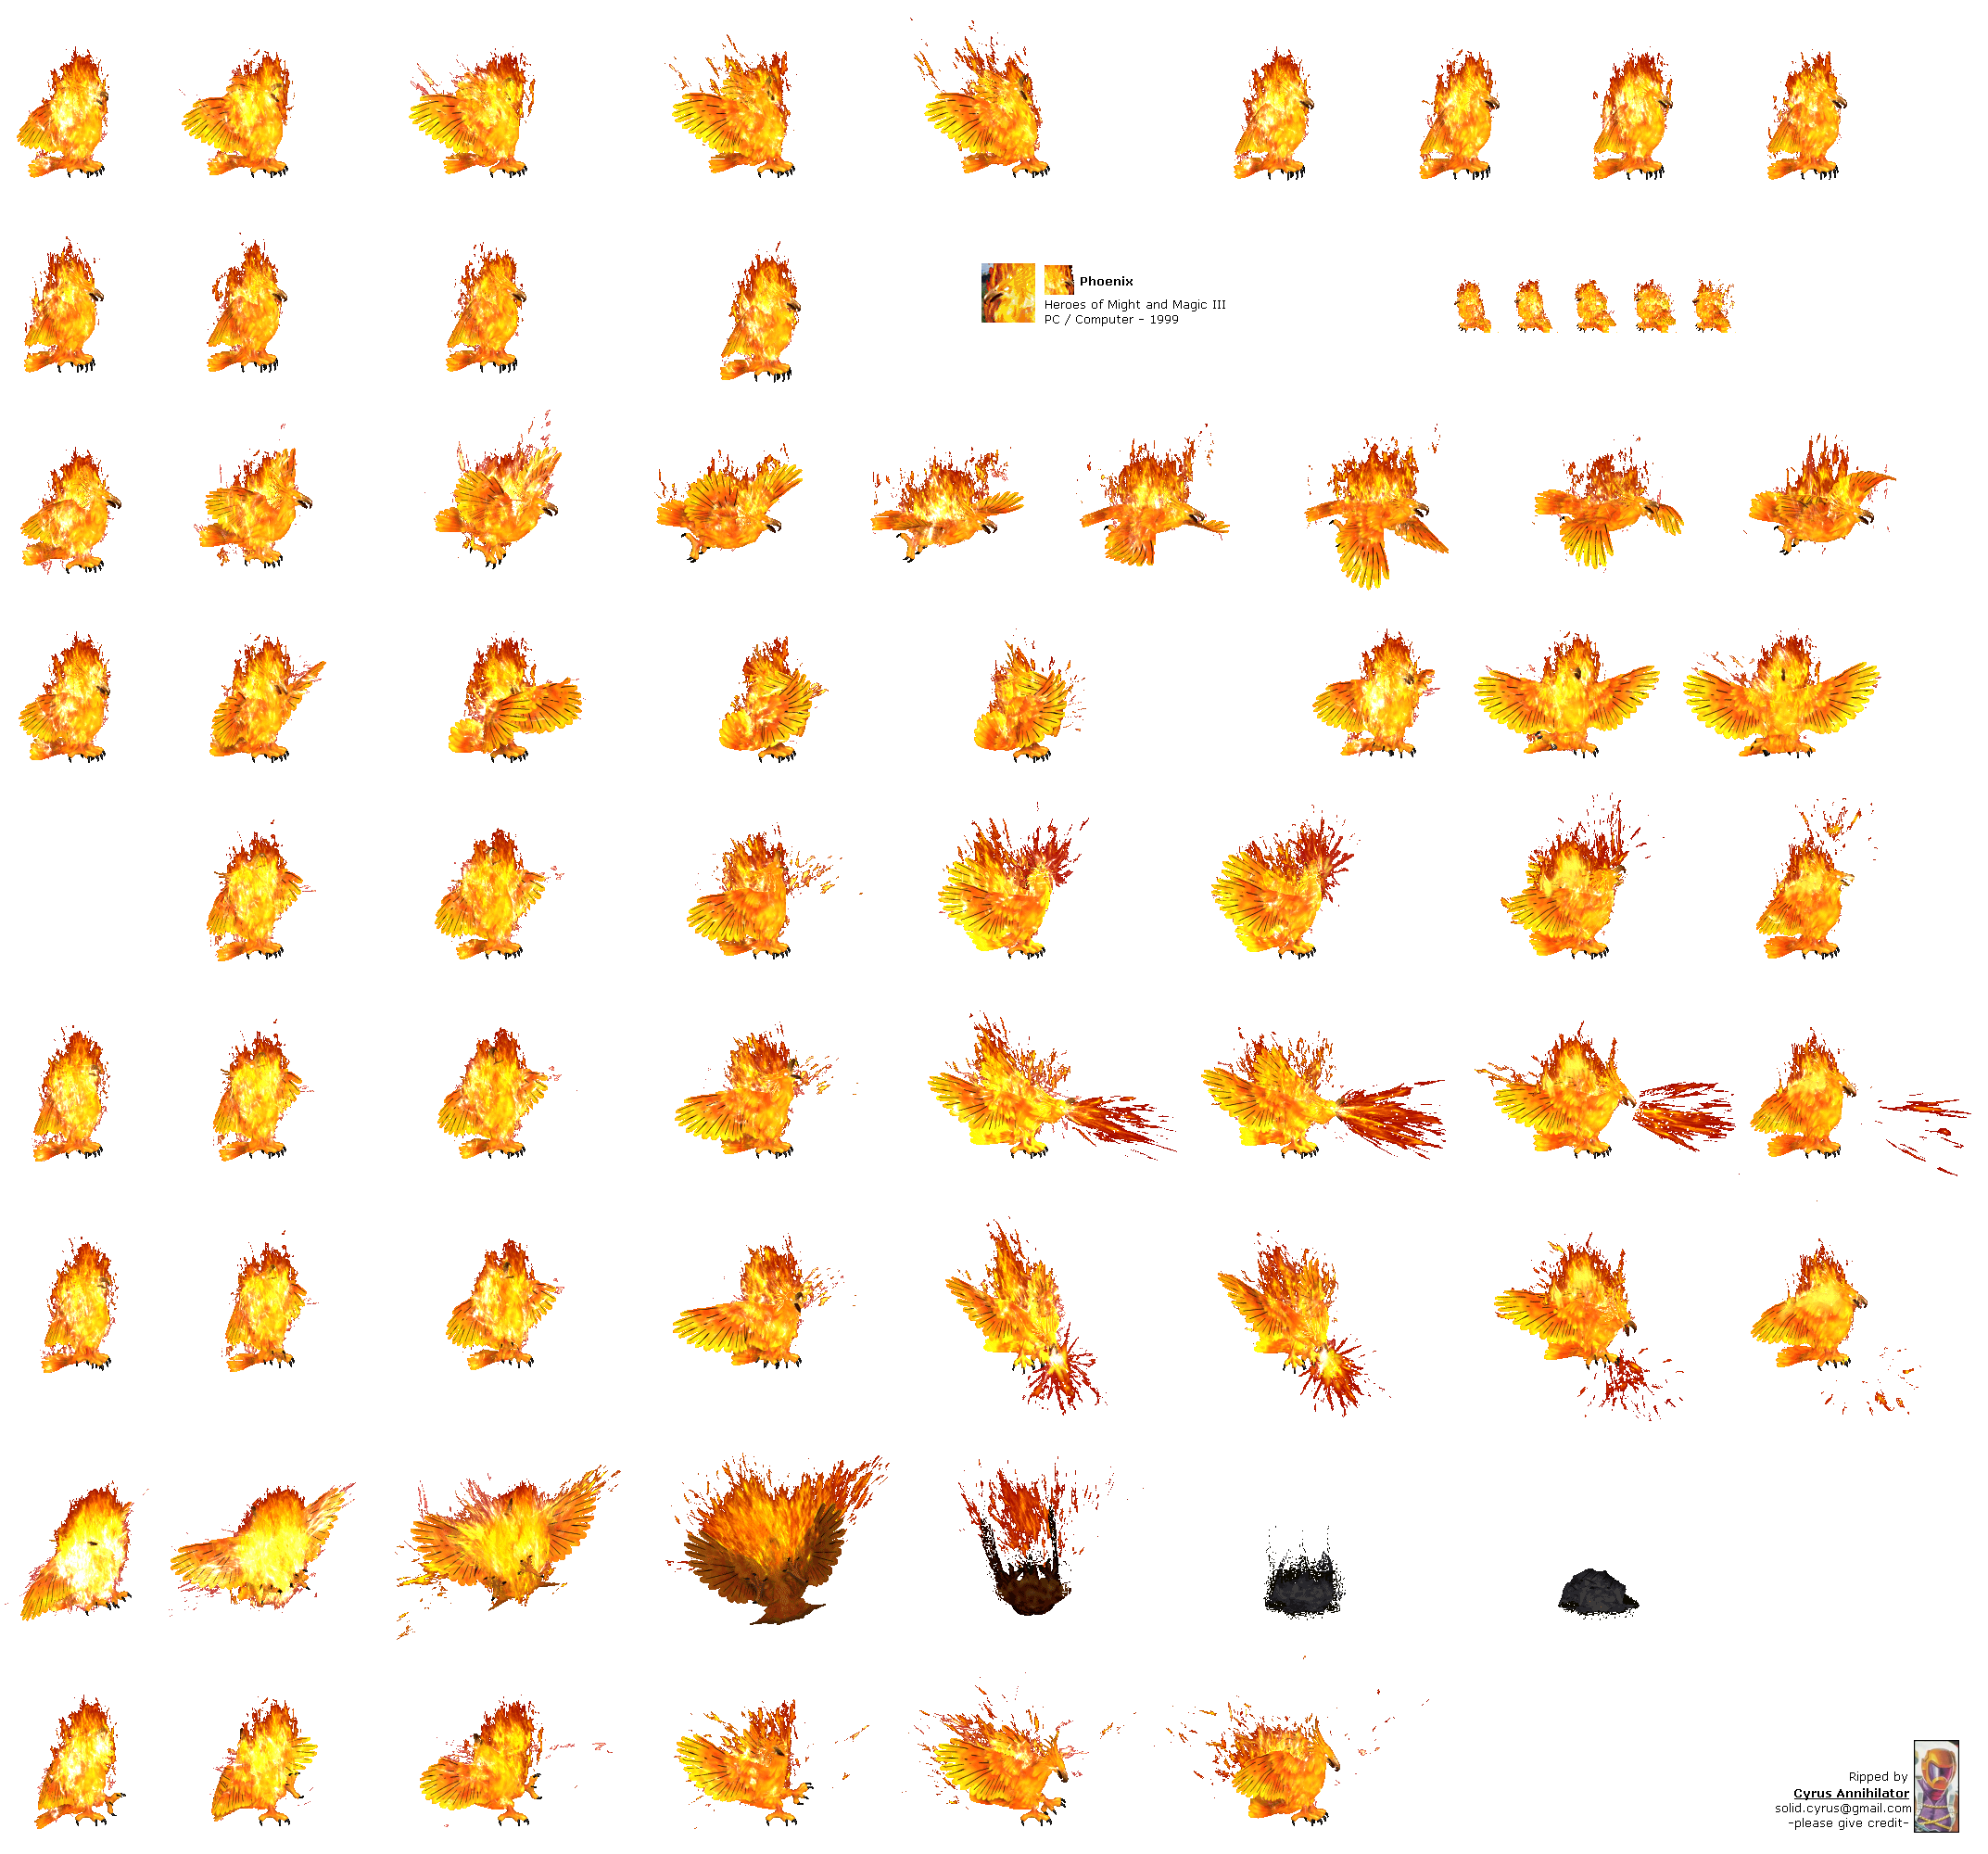 Phoenix
Heroes of Might and Magic III
PC / Computer - 1999
Ripped by
Cyrus Annihilator
solid.cyrus@gmail.com
-please give credit-